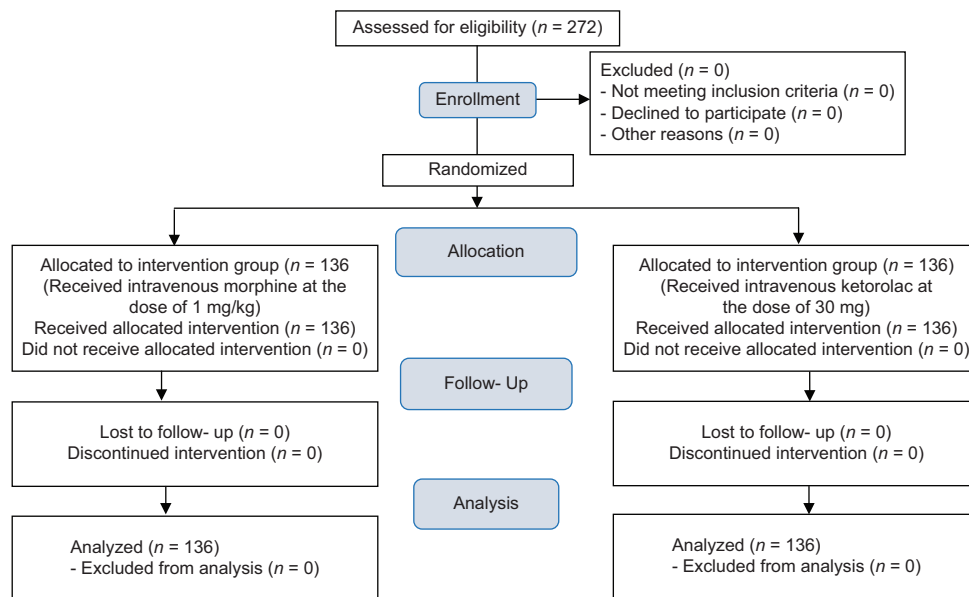 Assessed for eligibility (n = 272)
Enrollment
Excluded (n = 0)
- Not meeting inclusion criteria (n = 0)
- Declined to participate (n = 0)
- Other reasons (n = 0)
Randomized
Allocation
Allocated to intervention group (n = 136
(Received intravenous morphine at the
dose of 1 mg/kg)
Received allocated intervention (n = 136)
Did not receive allocated intervention (n = 0)
Allocated to intervention group (n = 136)
(Received intravenous ketorolac at
the dose of 30 mg)
Received allocated intervention (n = 136)
Did not receive allocated intervention (n = 0)
Follow- Up
Lost to follow- up (n = 0)
Discontinued intervention (n = 0)
Lost to follow- up (n = 0)
Discontinued intervention (n = 0)
Analysis
Analyzed (n = 136)
- Excluded from analysis (n = 0)
Analyzed (n = 136)
- Excluded from analysis (n = 0)